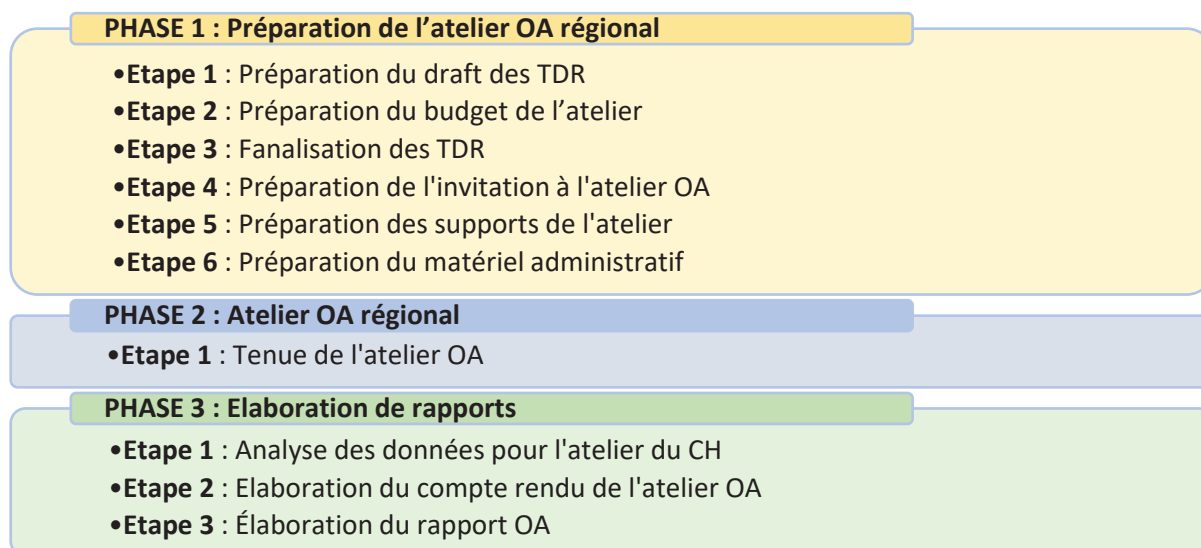 PHASE 1 : Préparation de l’atelier OA régional
•Etape 1 : Préparation du draft des TDR
•Etape 2 : Préparation du budget de l’atelier
•Etape 3 : Fanalisation des TDR
•Etape 4 : Préparation de l'invitation à l'atelier OA
•Etape 5 : Préparation des supports de l'atelier
•Etape 6 : Préparation du matériel administratif
PHASE 2 : Atelier OA régional
•Etape 1 : Tenue de l'atelier OA
PHASE 3 : Elaboration de rapports
•Etape 1 : Analyse des données pour l'atelier du CH
•Etape 2 : Elaboration du compte rendu de l'atelier OA
•Etape 3 : Élaboration du rapport OA